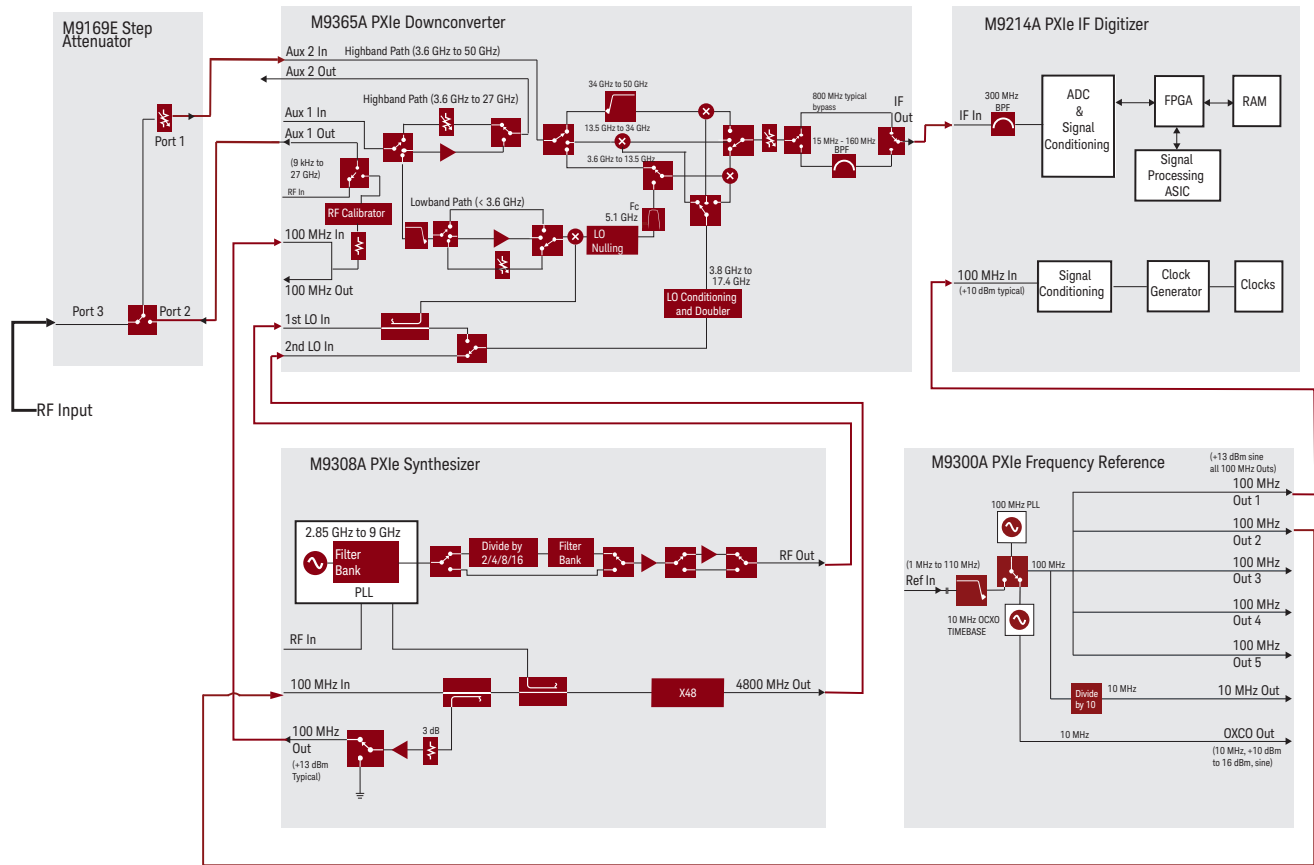 M9169E Step
Attenuator
Port 1
Port 3
Port 2
RF Input
M9365A PXIe Downconverter
Aux 2 In
Highband Path (3.6 GHz to 50 GHz)
Aux 2 Out
Aux 1 In
Highband Path (3.6 GHz to 27 GHz)
Aux 1 Out
(9 kHz to
27 GHz)
RF In
RF Calibrator
100 MHz In
100 MHz Out
Lowband Path (< 3.6 GHz)
1st LO In
2nd LO In
34 GHz to 50 GHz
13.5 GHz to 34 GHz
3.6 GHz to 13.5 GHz
Fc
5.1 GHz
LO
Nulling
3.8 GHz to
17.4 GHz
LO Conditioning
and Doubler
800 MHz typical
bypass
15 MHz - 160 MHz
BPF
IF
Out
M9214A PXIe IF Digitizer
IF In
300 MHz
BPF
ADC
&
Signal
Conditioning
FPGA
RAM
Signal
Processing
ASIC
100 MHz In
(+10 dBm typical)
Signal
Conditioning
Clock
Generator
Clocks
M9308A PXIe Synthesizer
2.85 GHz to 9 GHz
Filter
Bank
PLL
Divide by
2/4/8/16
Filter
Bank
RF Out
RF In
100 MHz In
X48
4800 MHz Out
100 MHz
Out
(+13 dBm
Typical)
3 dB
M9300A PXIe Frequency Reference
(+13 dBm sine
all 100 MHz Outs)
100 MHz
Out 1
100 MHz PLL
100 MHz
Out 2
(1 MHz to 110 MHz)
Ref In
100 MHz
100 MHz
Out 3
10 MHz OCXO
TIMEBASE
100 MHz
Out 4
100 MHz
Out 5
Divide
by 10
10 MHz
10 MHz Out
10 MHz
OXCO Out
(10 MHz, +10 dBm
to 16 dBm, sine)